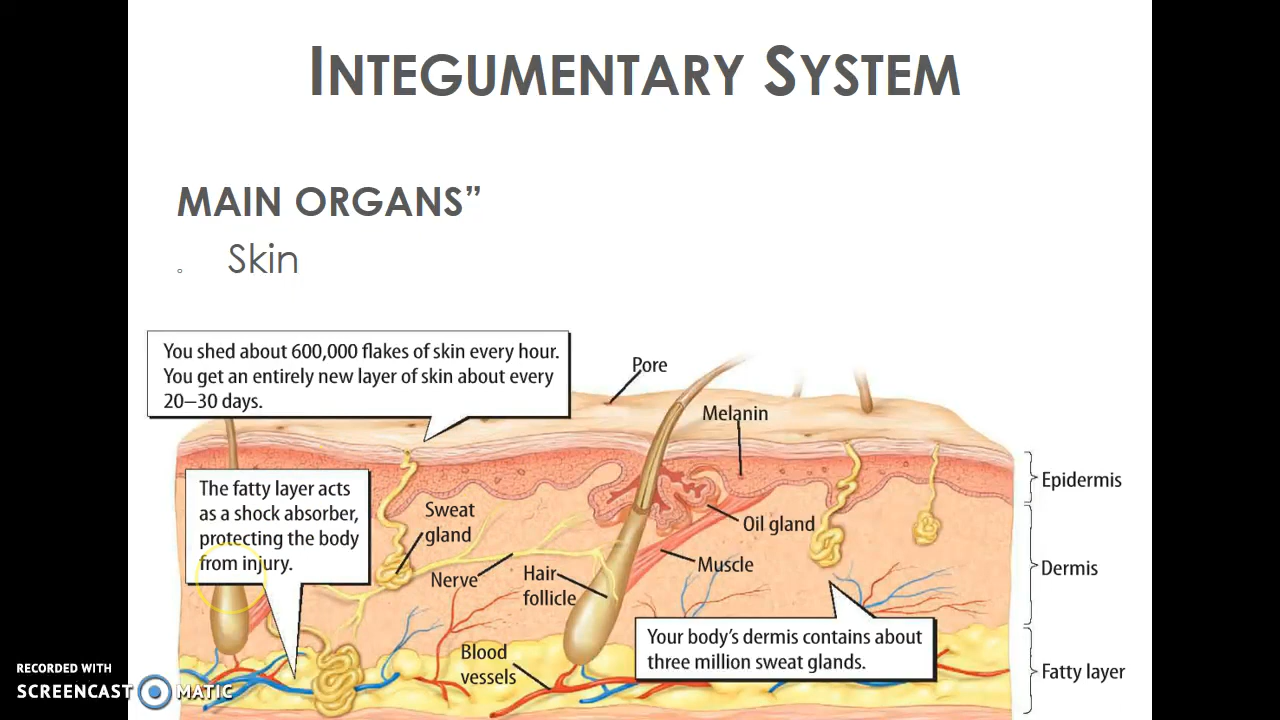 INTEGUMENTARY SYSTEM
MAIN ORGANS”
Skin
You shed about 600,000 flakes of skin every hour.
You get an entirely new layer of skin about every
20–30 days.
Pore
Melanin
The fatty layer acts
as a shock absorber,
protecting the body
from injury.
Sweat
gland
Nerve
Hair
follicle
Oil gland
Muscle
Blood
vessels
Your body’s dermis contains about
three million sweat glands.
Epidermis
Dermis
Fatty layer
RECORDED WITH
SCREENCAST MATIC